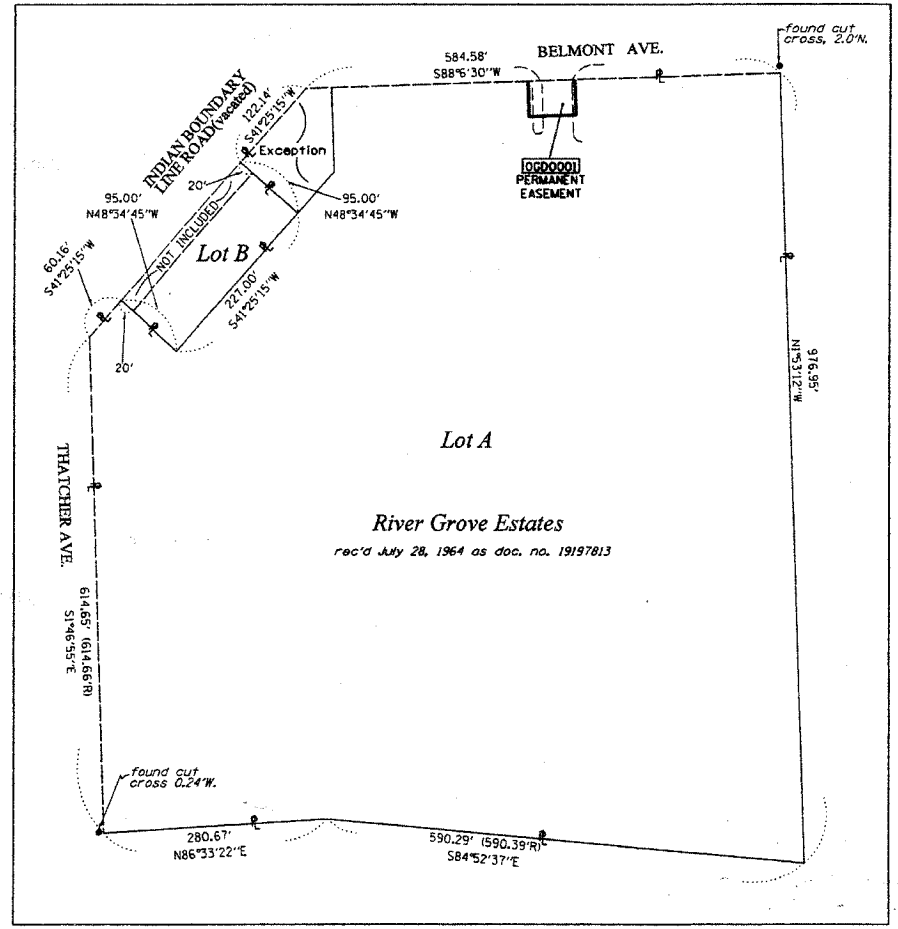 found cut
cross, 2.0'N.
BELMONT AVE.
584.58'
S88°6'30"W
INDIAN BOUNDARY
LINE ROAD(vacated)
122.14'
S41°25'15"W
Exception
0GD0001
PERMANENT
EASEMENT
20'
95.00'
N48°34'45"W
95.00'
N48°34'45"W
NOT INCLUDED
Lot B
60.16'
S41°25'15"W
227.00'
S41°25'15"W
20'
976.95'
N1°53'12"W
Lot A
THATCHER AVE.
River Grove Estates
rec'd July 28, 1964 as doc. no. 19197813
614.65' (614.66'R)
S1°46'55"E
found cut
cross 0.24'W.
280.67'
N86°33'22"E
590.29' (590.39'R)
S84°52'37"E